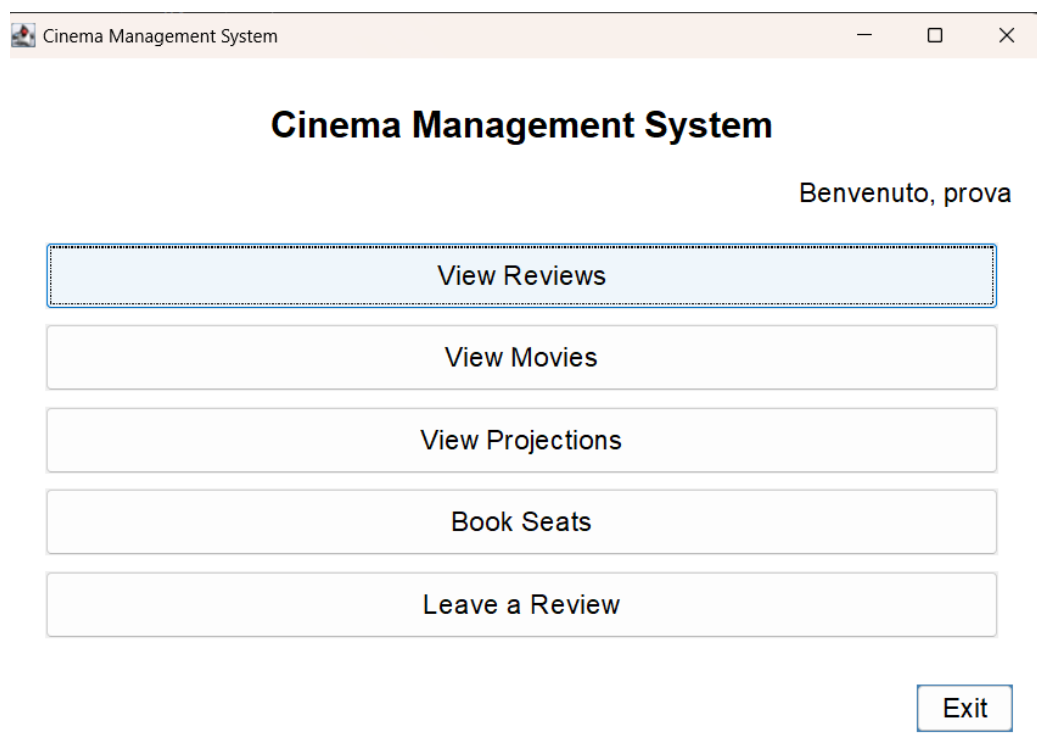 Cinema Management System
Cinema Management System
Benvenuto, prova
View Reviews
View Movies
View Projections
Book Seats
Leave a Review
Exit